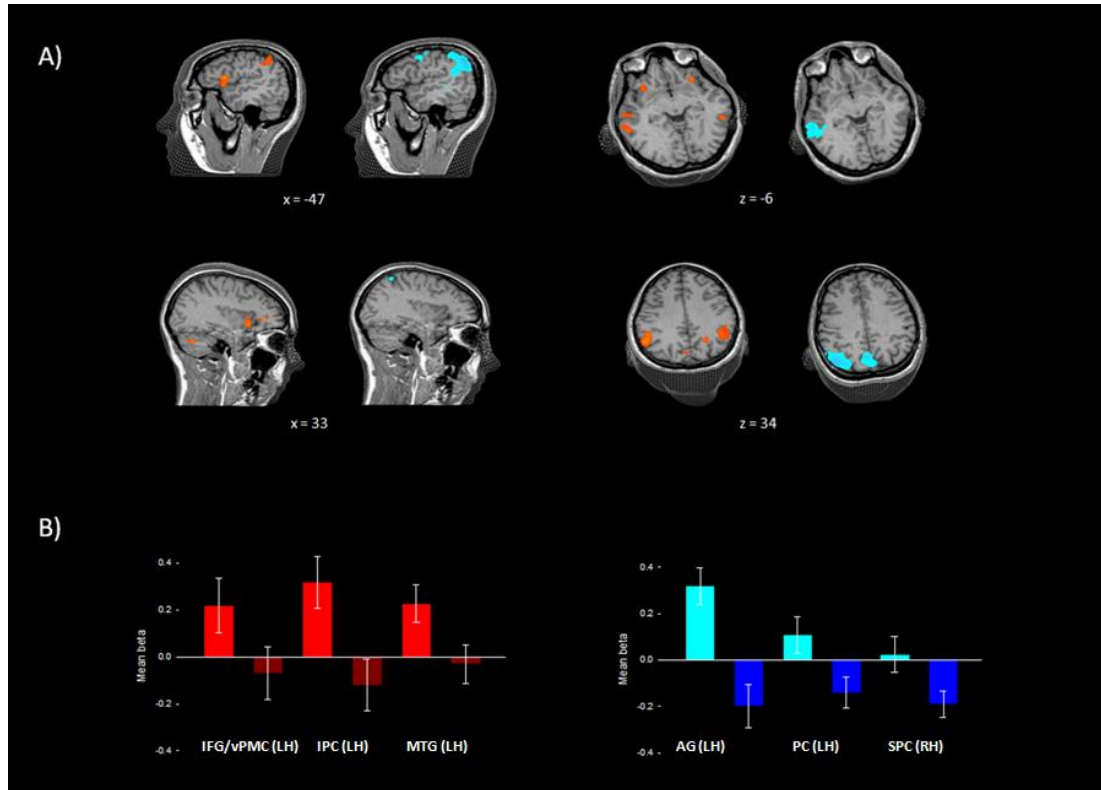 A)
x = -47
z = -6
x = 33
z = 34
B)
Mean beta
0.4 -
0.2 -
0.0
-0.2 -
-0.4 -
IFG/vPMC (LH)
IPC (LH)
MTG (LH)
Mean beta
0.4 -
0.2 -
0.0
-0.2 -
-0.4 -
AG (LH)
PC (LH)
SPC (RH)